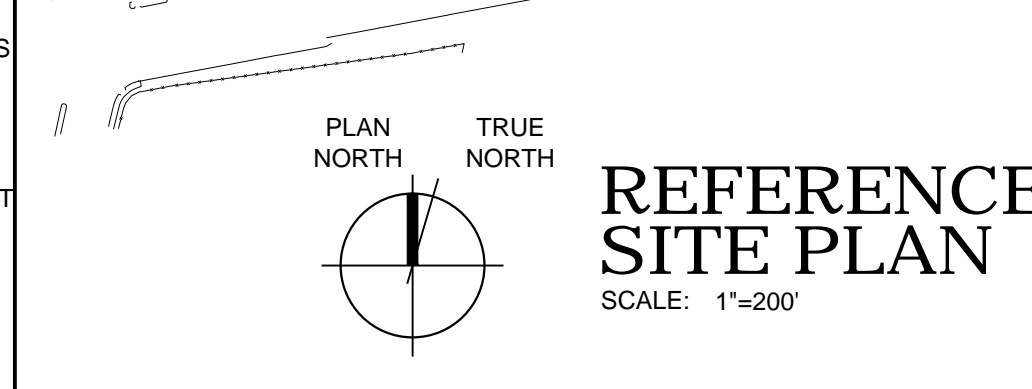 S
T
PLAN
NORTH
TRUE
NORTH
REFERENCE
SITE PLAN
SCALE: 1"=200'